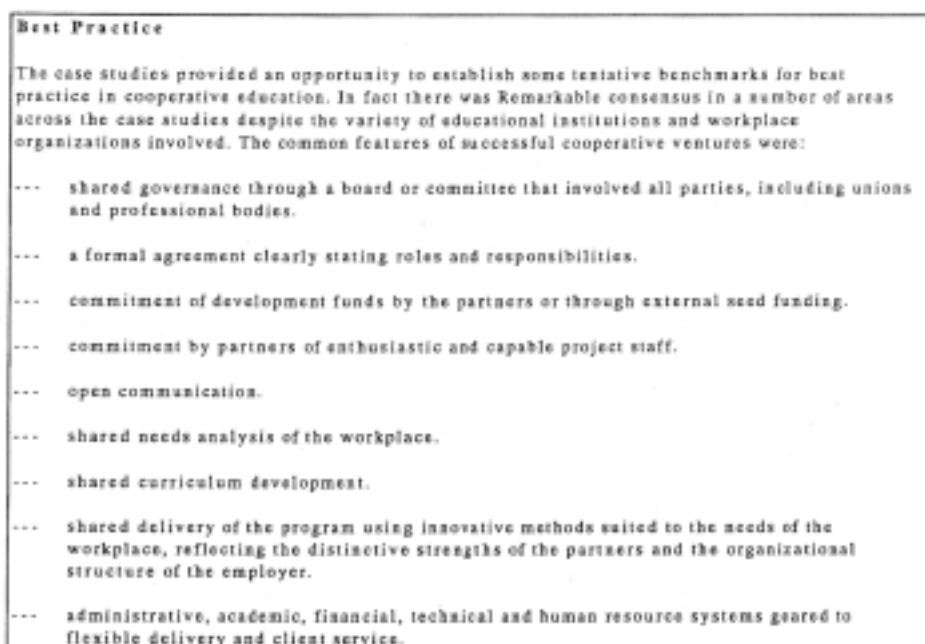 Best Practice
The case studies provided an opportunity to establish some tentative benchmarks for best
practice in cooperative education. In fact there was Remarkable consensus in a number of areas
across the case studies despite the variety of educational institutions and workplace
organizations involved. The common features of successful cooperative ventures were:
--- shared governance through a board or committee that involved all parties, including unions
and professional bodies.
--- a formal agreement clearly stating roles and responsibilities.
--- commitment of development funds by the partners or through external seed funding.
--- commitment by partners of enthusiastic and capable project staff.
--- open communication.
--- shared needs analysis of the workplace.
--- shared curriculum development.
--- shared delivery of the program using innovative methods suited to the needs of the
workplace, reflecting the distinctive strengths of the partners and the organizational
structure of the employer.
--- administrative, academic, financial, technical and human resource systems geared to
flexible delivery and client service.